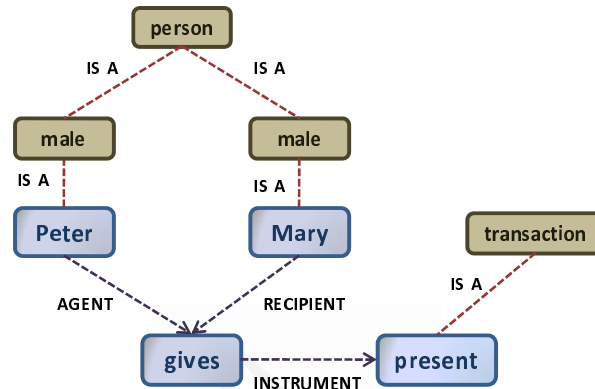 person
IS A
IS A
male
male
IS A
IS A
Peter
Mary
transaction
IS A
AGENT
RECIPIENT
gives
present
INSTRUMENT